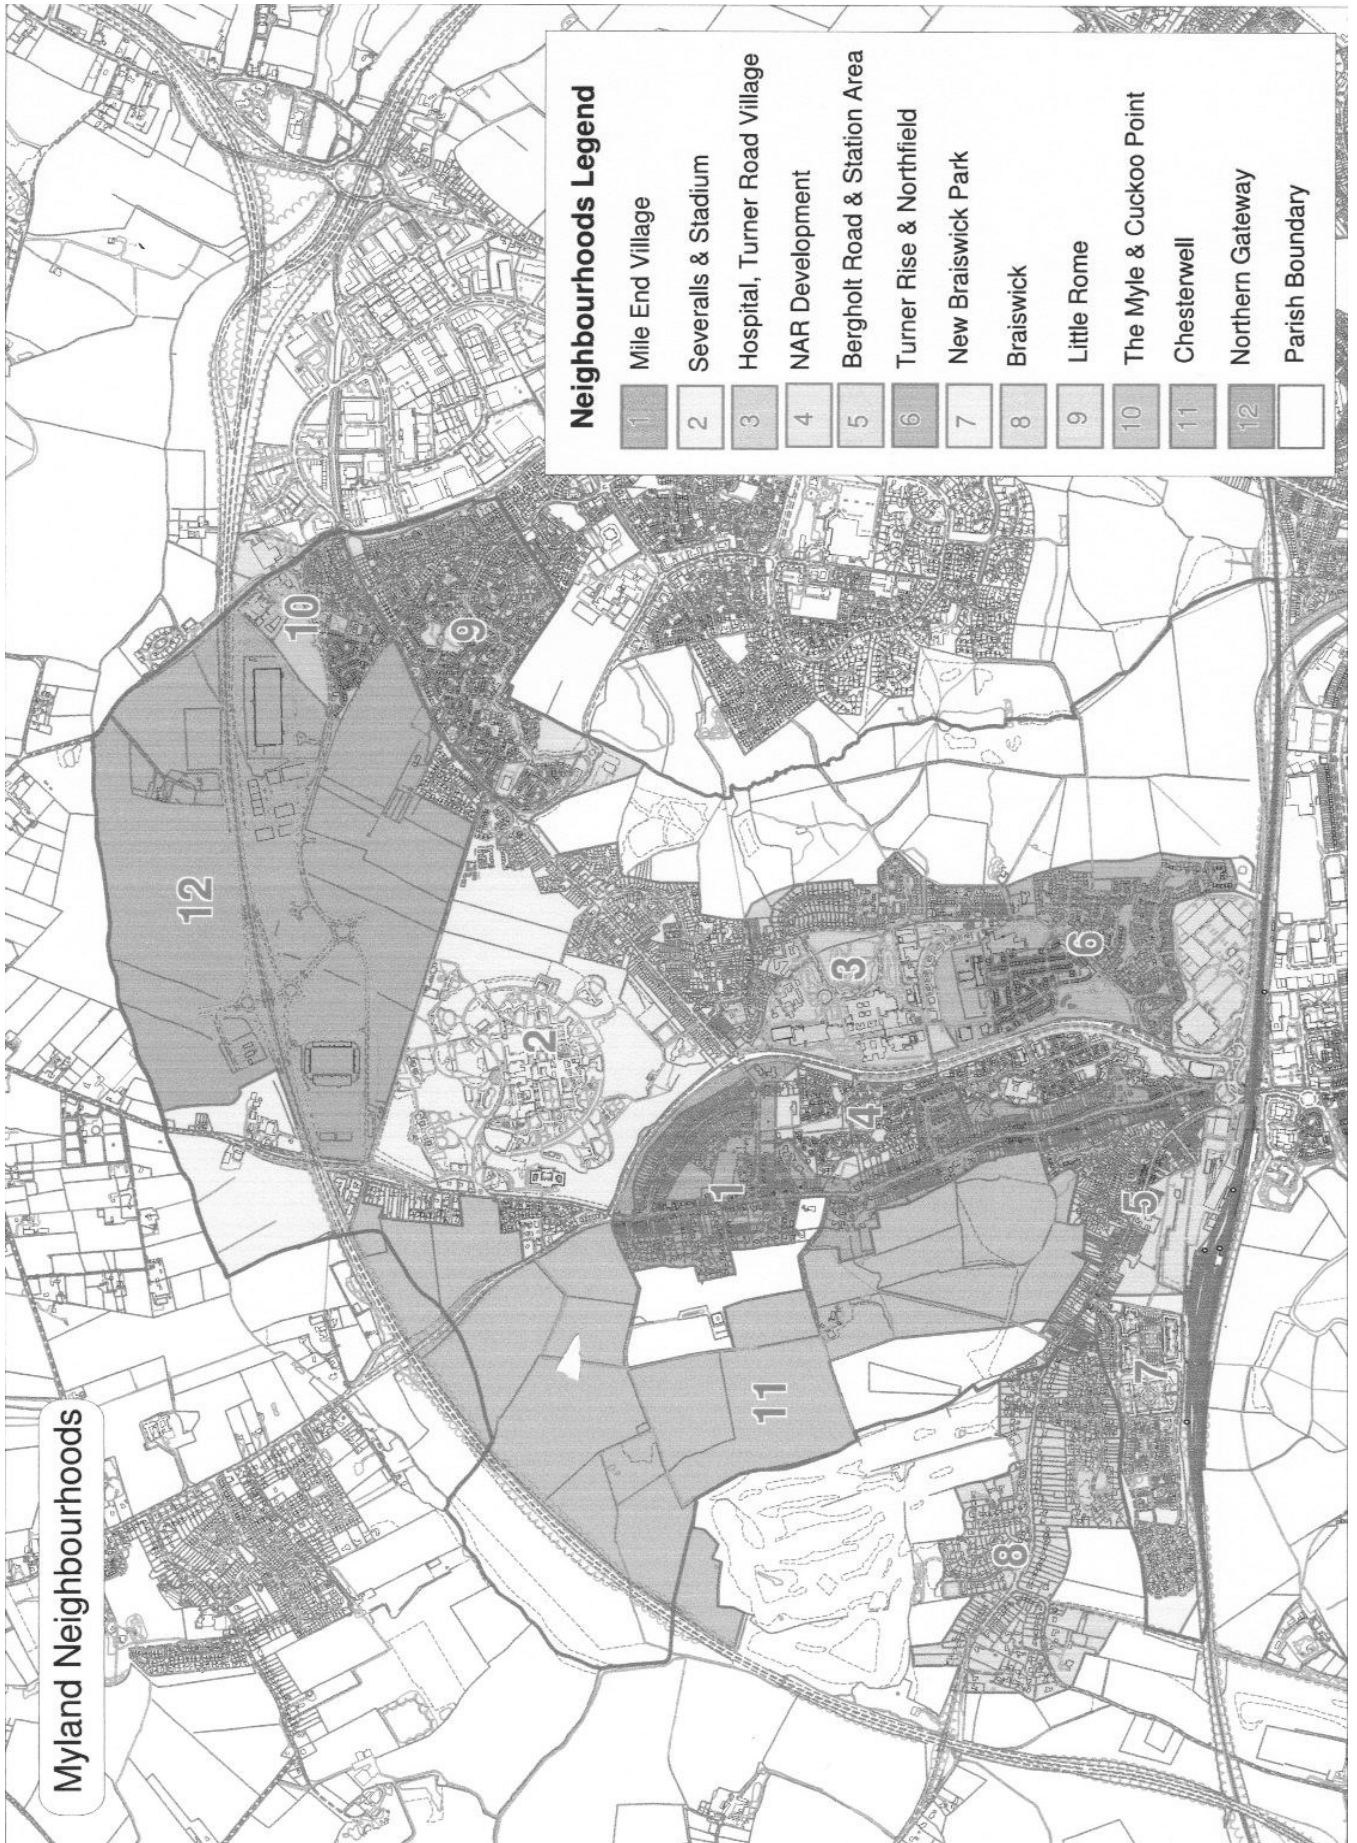 Myland Neighbourhoods
Neighbourhoods Legend
1 Mile End Village
2 Severalls & Stadium
3 Hospital, Turner Road Village
4 NAR Development
5 Bergholt Road & Station Area
6 Turner Rise & Northfield
7 New Braiswick Park
8 Braiswick
9 Little Rome
10 The Myle & Cuckoo Point
11 Chesterwell
12 Northern Gateway
Parish Boundary
12
10
9
2
3
6
1
4
5
11
7
8